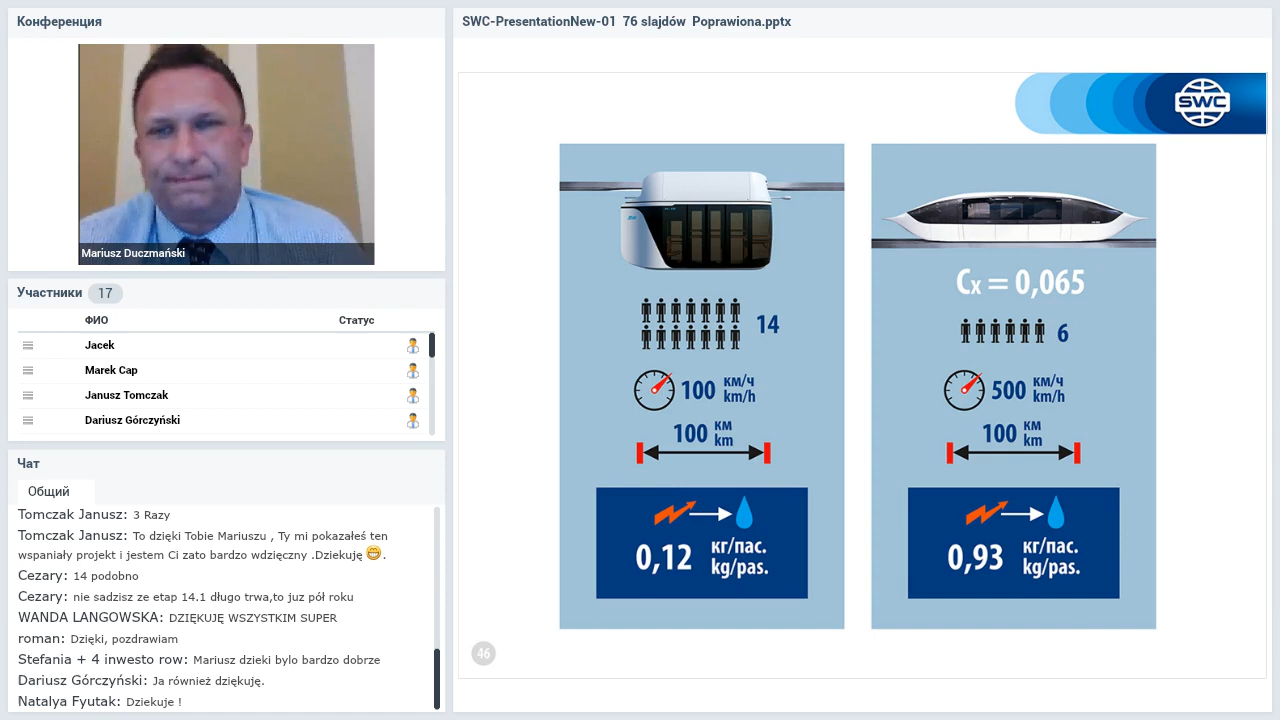 Конференция
Mariusz Duczmański
Участники 17
ФИО Статус
Jacek
Marek Cap
Janusz Tomczak
Dariusz Górczyński
Чат
Общий
Tomczak Janusz: 3 Razy
Tomczak Janusz: To dzięki Tobie Mariuszu , Ty mi pokazałeś ten
wspaniały projekt i jestem Ci zato bardzo wdzięczny .Dziekuję .
Cezary: 14 podobno
Cezary: nie sadzisz ze etap 14.1 długo trwa,to juz pół roku
WANDA LANGOWSKA: DZIĘKUJĘ WSZYSTKIM SUPER
roman: Dzięki, pozdrawiam
Stefania + 4 inwesto row: Mariusz dzieki bylo bardzo dobrze
Dariusz Górczyński: Ja również dziękuję.
Natalya Fyutak: Dziekuje !
SWC-PresentationNew-01 76 slajdów Poprawiona.pptx
SWC
14
100 км/ч
km/h
100 км
km
0,12 кг/пас.
kg/pas.
Cx = 0,065
6
500 км/ч
km/h
100 км
km
0,93 кг/пас.
kg/pas.
46